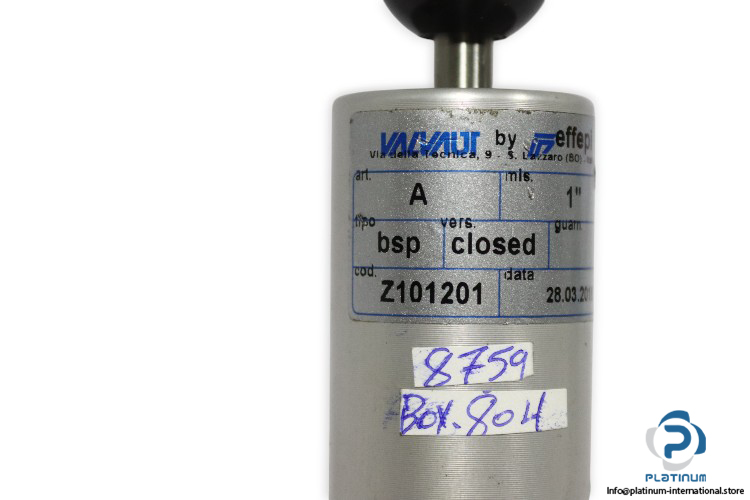 VALVAUT by effepi
Via della Tecnica, 9 - S. Lazzaro (BO) -
art. A mis. 1"
tipo vers. guarn.
bsp closed
cod. data
Z101201 28.03.20
8759
Box.804
PLATINUM
Info@platinum-international.store